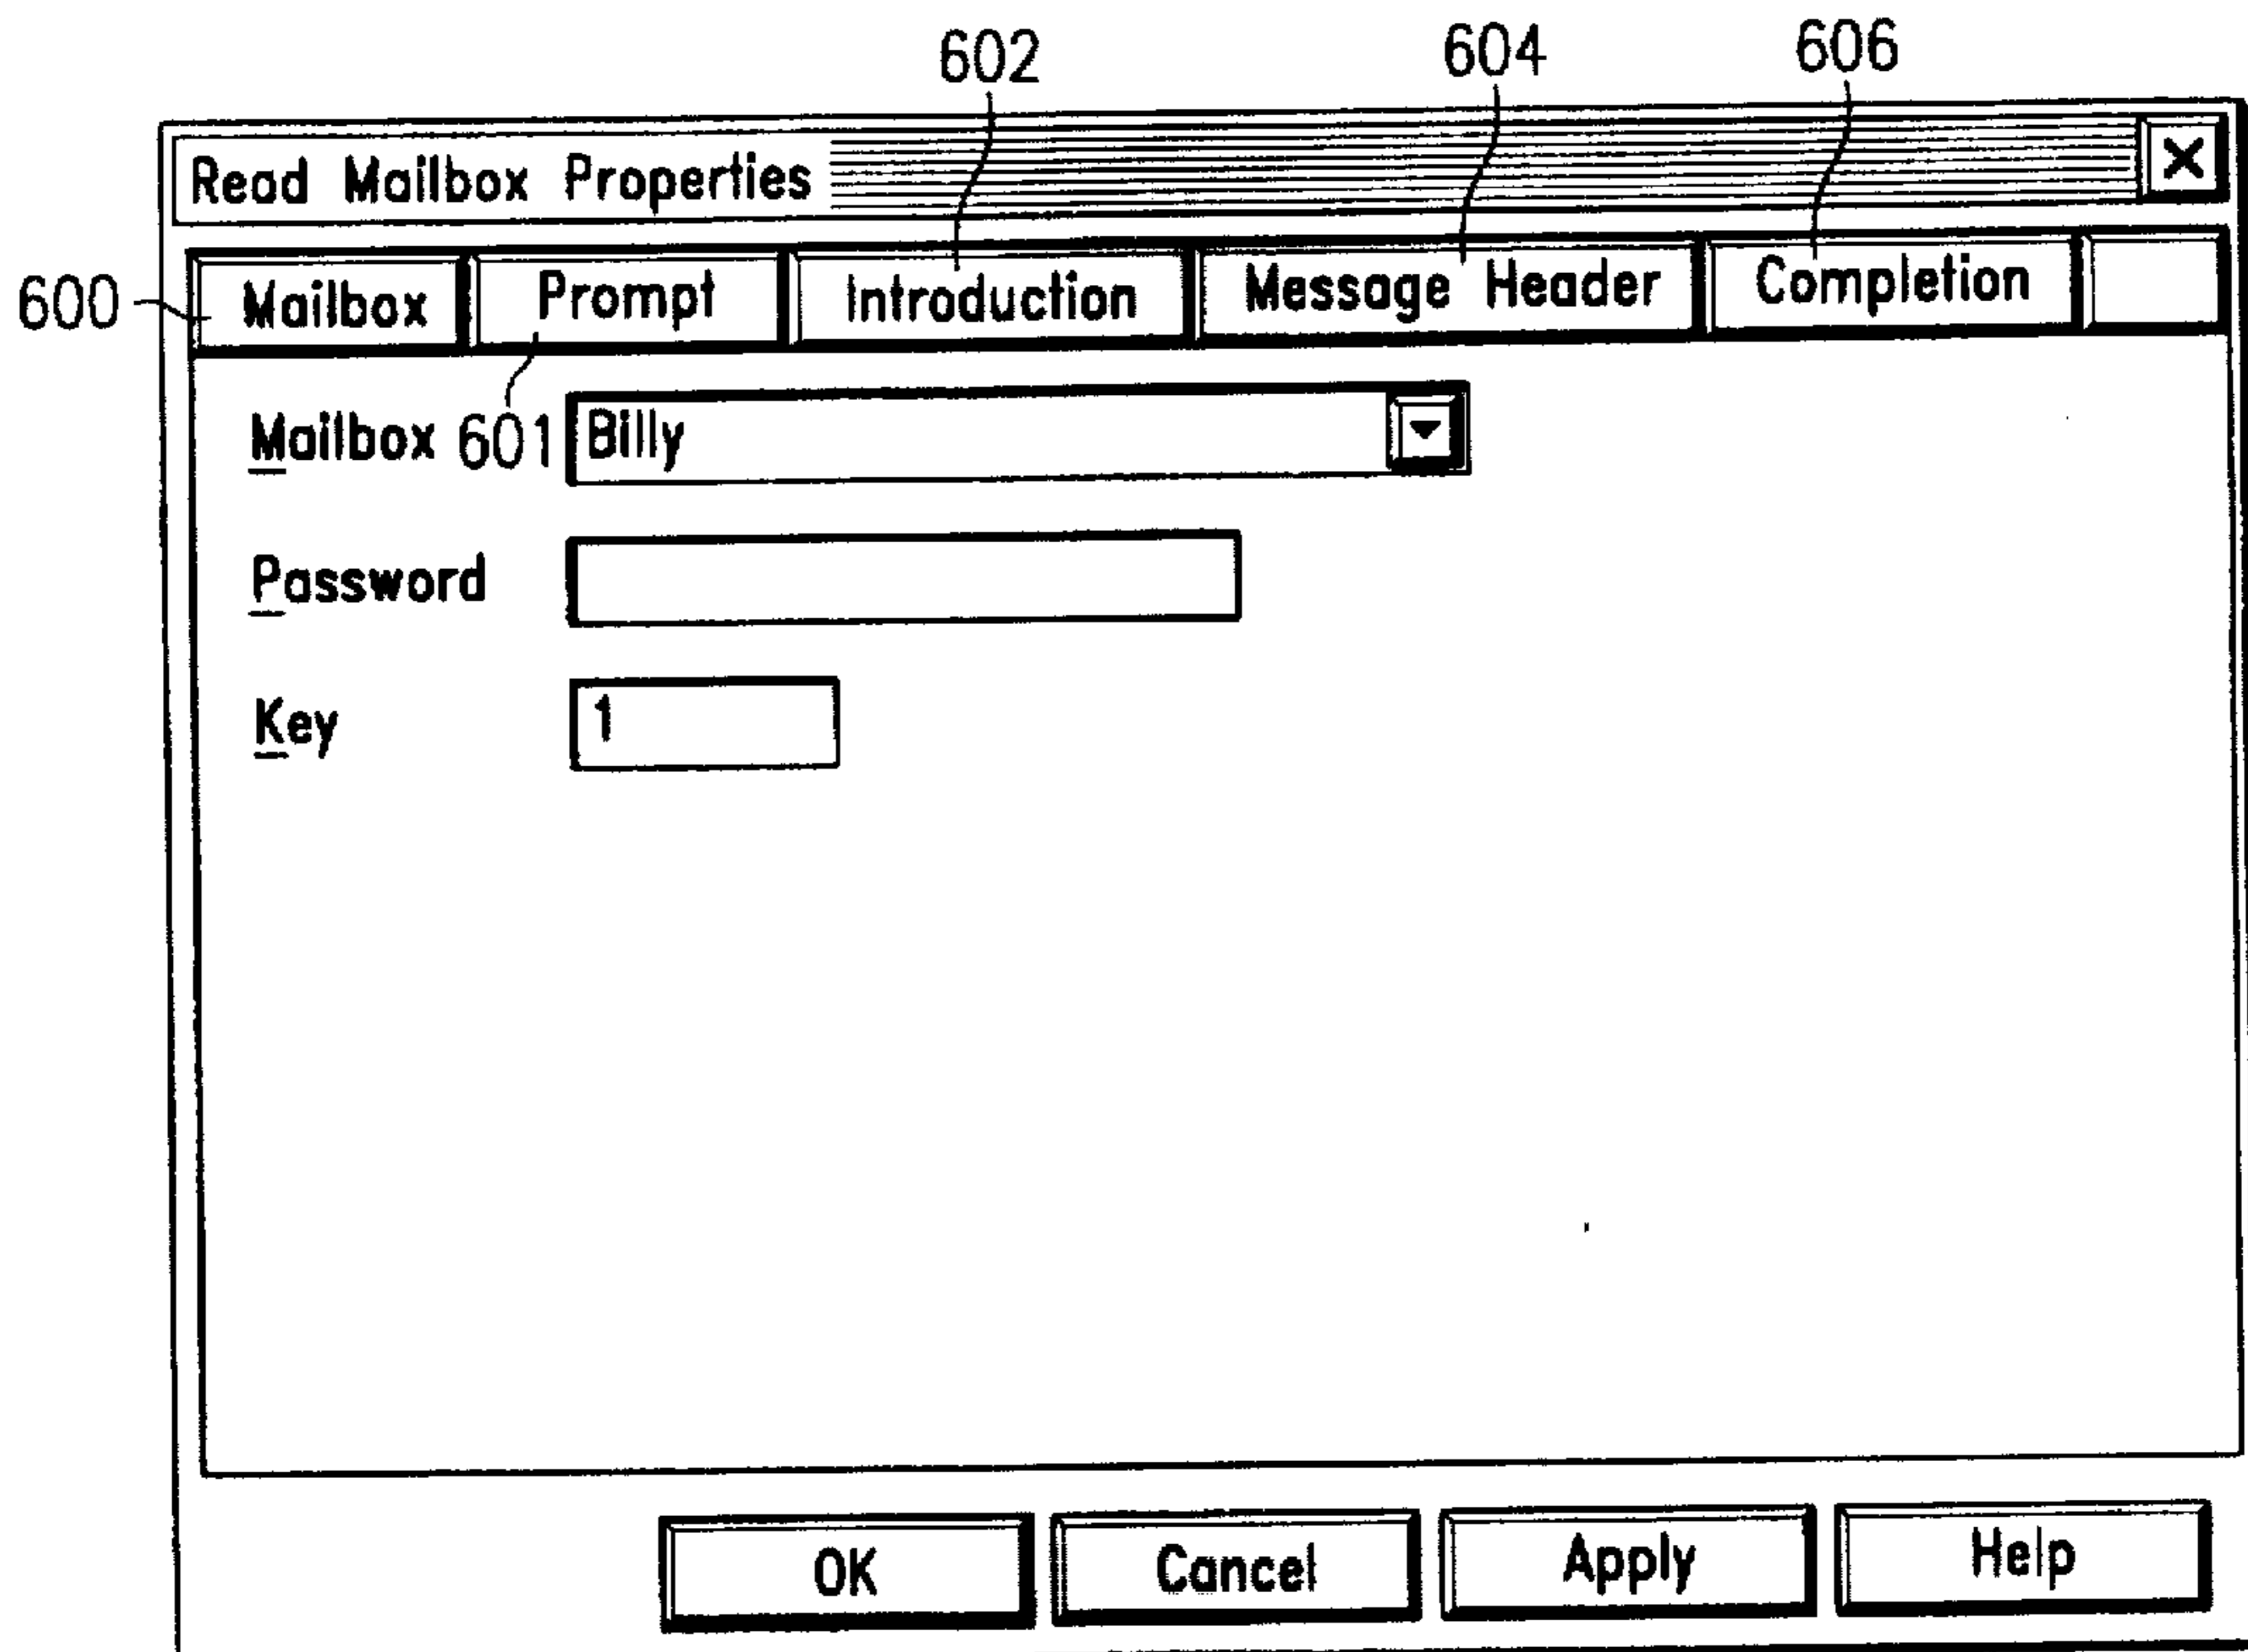 602 604 606
Read Mailbox Properties X
600 Mailbox Prompt Introduction Message Header Completion
Mailbox 601 Billy
Password
Key 1
OK Cancel Apply Help